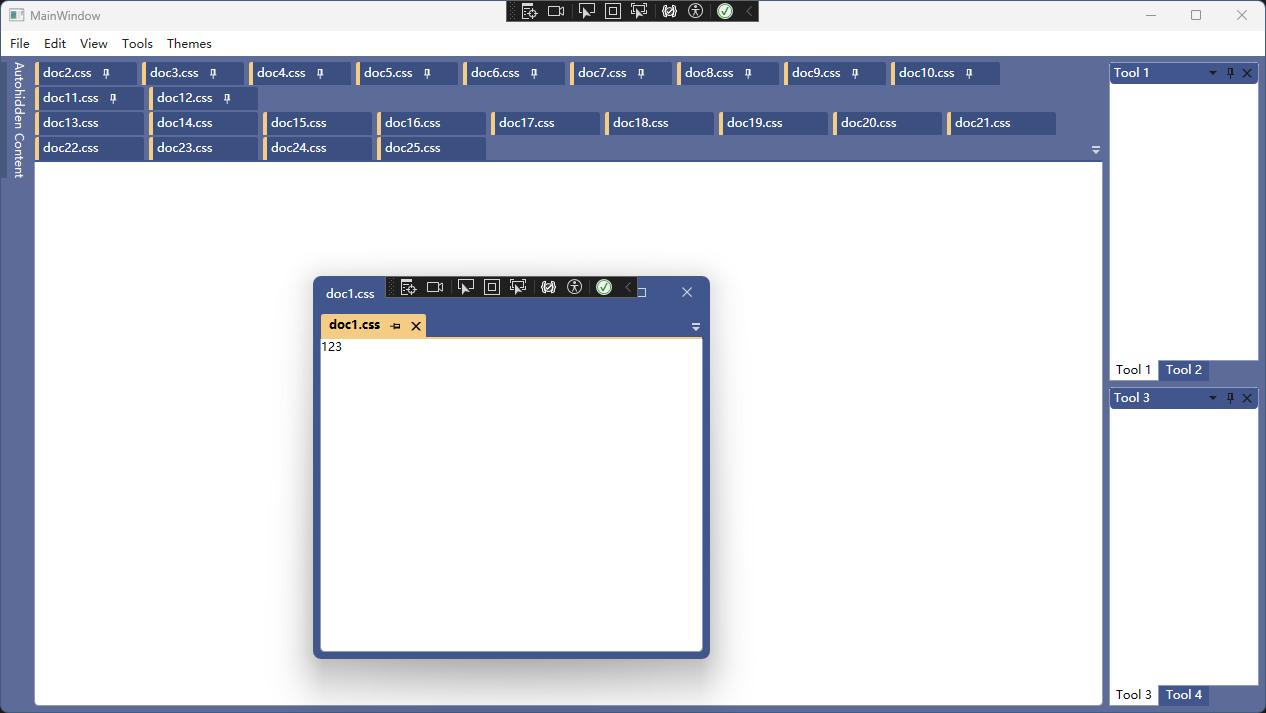 MainWindow
File Edit View Tools Themes
Autohidden Content
doc2.css doc3.css doc4.css doc5.css doc6.css doc7.css doc8.css doc9.css doc10.css
doc11.css doc12.css
doc13.css doc14.css doc15.css doc16.css doc17.css doc18.css doc19.css doc20.css doc21.css
doc22.css doc23.css doc24.css doc25.css
doc1.css
doc1.css
123
Tool 1
Tool 1 Tool 2
Tool 3
Tool 3 Tool 4